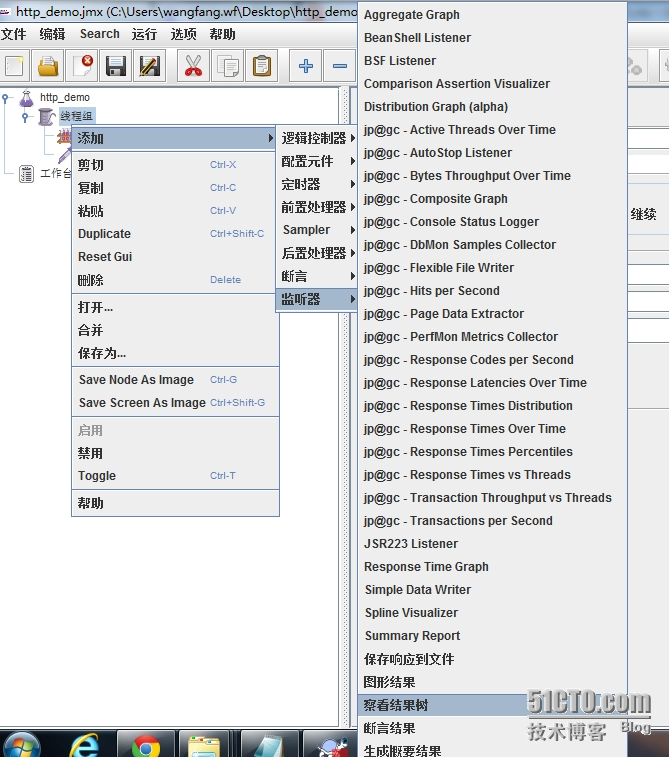 http_demo.jmx (C:\Users\wangfang.wf\Desktop\http_demo
文件 编辑 Search 运行 选项 帮助
http_demo
线程组
工作台
添加
剪切 Ctrl-X
复制 Ctrl-C
粘贴 Ctrl-V
Duplicate Ctrl+Shift-C
Reset Gui
删除 Delete
打开...
合并
保存为...
Save Node As Image Ctrl-G
Save Screen As Image Ctrl+Shift-G
启用
禁用
Toggle Ctrl-T
帮助
逻辑控制器
配置元件
定时器
前置处理器
Sampler
后置处理器
断言
监听器
Aggregate Graph
BeanShell Listener
BSF Listener
Comparison Assertion Visualizer
Distribution Graph (alpha)
jp@gc - Active Threads Over Time
jp@gc - AutoStop Listener
jp@gc - Bytes Throughput Over Time
jp@gc - Composite Graph
jp@gc - Console Status Logger
jp@gc - DbMon Samples Collector
jp@gc - Flexible File Writer
jp@gc - Hits per Second
jp@gc - Page Data Extractor
jp@gc - PerfMon Metrics Collector
jp@gc - Response Codes per Second
jp@gc - Response Latencies Over Time
jp@gc - Response Times Distribution
jp@gc - Response Times Over Time
jp@gc - Response Times Percentiles
jp@gc - Response Times vs Threads
jp@gc - Transaction Throughput vs Threads
jp@gc - Transactions per Second
JSR223 Listener
Response Time Graph
Simple Data Writer
Spline Visualizer
Summary Report
保存响应到文件
图形结果
察看结果树
断言结果
生成概要结果
继续
51CTO.com
技术博客 Blog